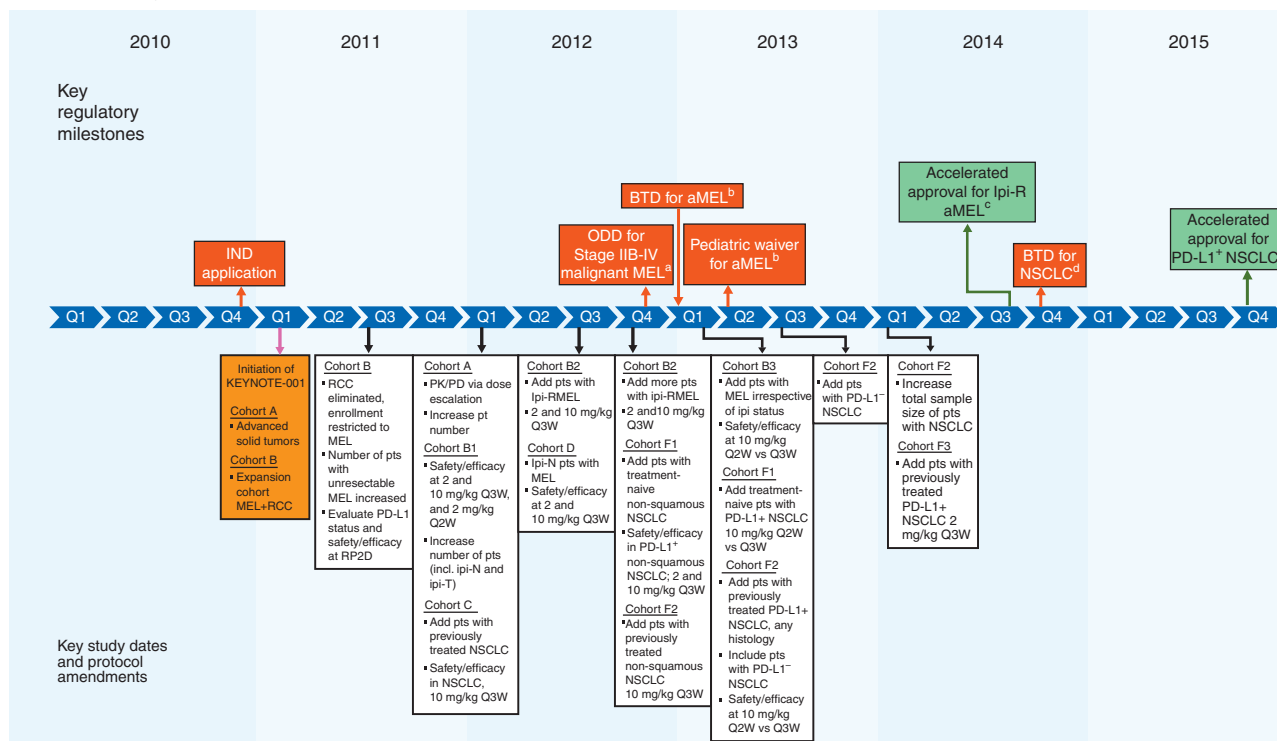 2010
2011
2012
2013
2014
2015
Key
regulatory
milestones
IND
application
ODD for
Stage IIB-IV
malignant MELᵃ
BTD for aMELᵇ
Pediatric waiver
for aMELᵇ
Accelerated
approval for Ipi-R
aMELᶜ
BTD for
NSCLCᵈ
Accelerated
approval for
PD-L1⁺ NSCLC
Q1 Q2 Q3 Q4 Q1 Q2 Q3 Q4 Q1 Q2 Q3 Q4 Q1 Q2 Q3 Q4 Q1 Q2 Q3 Q4 Q1 Q2 Q3 Q4
Initiation of
KEYNOTE-001
Cohort A
▪ Advanced
solid tumors
Cohort B
▪ Expansion
cohort
MEL+RCC
Cohort B
▪ RCC
eliminated,
enrollment
restricted to
MEL
▪ Number of pts
with
unresectable
MEL increased
▪ Evaluate PD-L1
status and
safety/efficacy
at RP2D
Cohort A
▪ PK/PD via dose
escalation
▪ Increase pt
number
Cohort B1
▪ Safety/efficacy
at 2 and
10 mg/kg Q3W,
and 2 mg/kg
Q2W
▪ Increase
number of pts
(incl. ipi-N and
ipi-T)
Cohort C
▪ Add pts with
previously
treated NSCLC
▪ Safety/efficacy
in NSCLC,
10 mg/kg Q3W
Cohort B2
▪ Add pts with
Ipi-RMEL
▪ 2 and 10 mg/kg
Q3W
Cohort D
▪ Ipi-N pts with
MEL
▪ Safety/efficacy
at 2 and
10 mg/kg Q3W
Cohort B2
▪ Add more pts
with ipi-RMEL
▪ 2 and10 mg/kg
Q3W
Cohort F1
▪ Add pts with
treatment-
naive
non-squamous
NSCLC
▪ Safety/efficacy
in PD-L1⁺
non-squamous
NSCLC; 2 and
10 mg/kg Q3W
Cohort F2
▪ Add pts with
previously
treated
non-squamous
NSCLC
10 mg/kg Q3W
Cohort B3
▪ Add pts with
MEL irrespective
of ipi status
▪ Safety/efficacy
at 10 mg/kg
Q2W vs Q3W
Cohort F1
▪ Add treatment-
naive pts with
PD-L1+ NSCLC
10 mg/kg Q2W
vs Q3W
Cohort F2
▪ Add pts with
previously
treated PD-L1+
NSCLC, any
histology
▪ Include pts
with PD-L1⁻
NSCLC
▪ Safety/efficacy
at 10 mg/kg
Q2W vs Q3W
Cohort F2
▪ Add pts
with PD-L1⁻
NSCLC
Cohort F2
▪ Increase
total sample
size of pts
with NSCLC
Cohort F3
▪ Add pts with
previously
treated
PD-L1+
NSCLC 2
mg/kg Q3W
Key study dates
and protocol
amendments